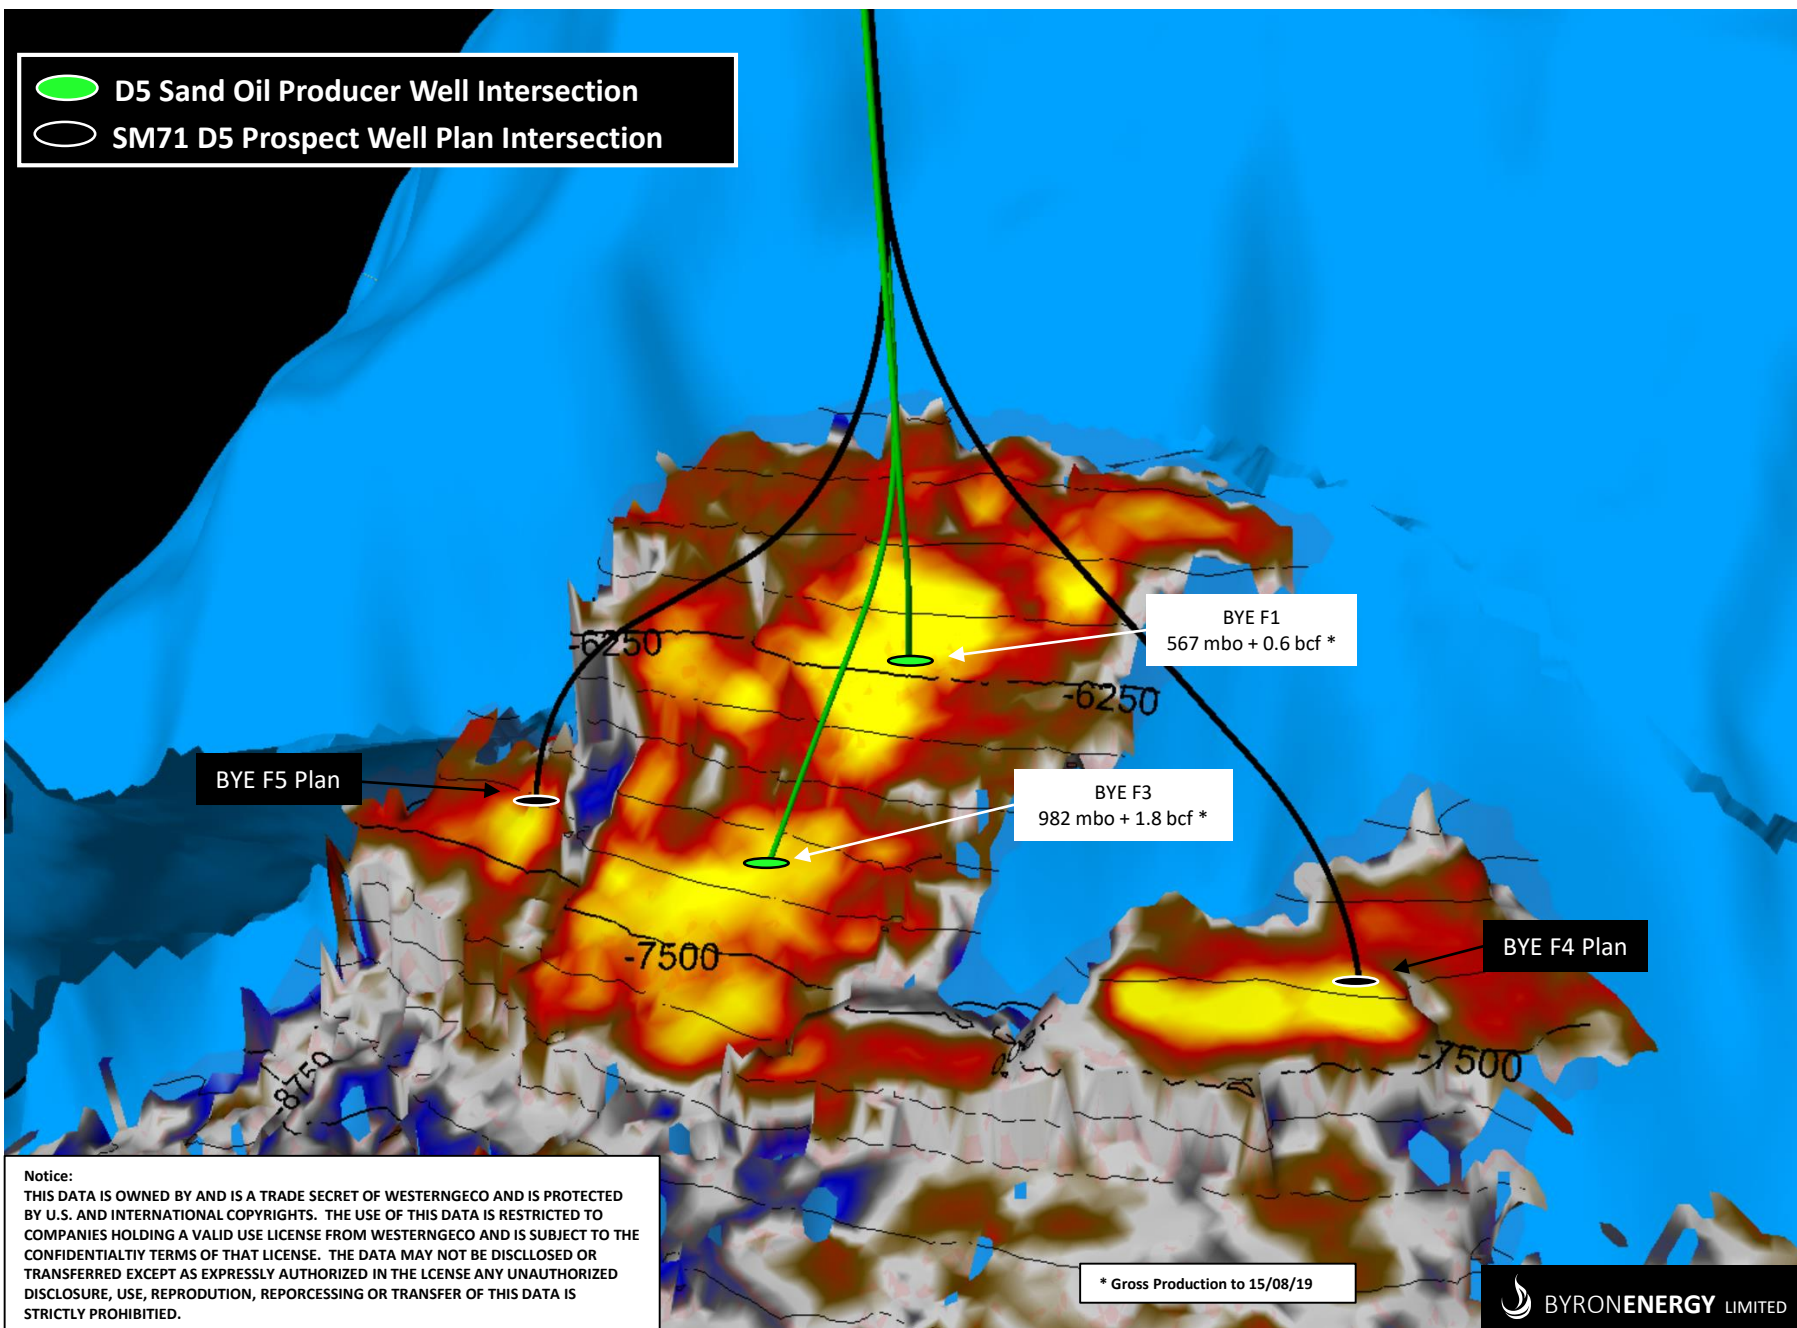 D5 Sand Oil Producer Well Intersection
SM71 D5 Prospect Well Plan Intersection
BYE F1
567 mbo + 0.6 bcf *
-6250
-6250
BYE F5 Plan
BYE F3
982 mbo + 1.8 bcf *
BYE F4 Plan
-7500
-7500
-8750
Notice:
THIS DATA IS OWNED BY AND IS A TRADE SECRET OF WESTERNGECO AND IS PROTECTED
BY U.S. AND INTERNATIONAL COPYRIGHTS. THE USE OF THIS DATA IS RESTRICTED TO
COMPANIES HOLDING A VALID USE LICENSE FROM WESTERNGECO AND IS SUBJECT TO THE
CONFIDENTIALTIY TERMS OF THAT LICENSE. THE DATA MAY NOT BE DISCLLOSED OR
TRANSFERRED EXCEPT AS EXPRESSLY AUTHORIZED IN THE LCENSE ANY UNAUTHORIZED
DISCLOSURE, USE, REPRODUTION, REPORCESSING OR TRANSFER OF THIS DATA IS
STRICTLY PROHIBITIED.
* Gross Production to 15/08/19
BYRONENERGY LIMITED